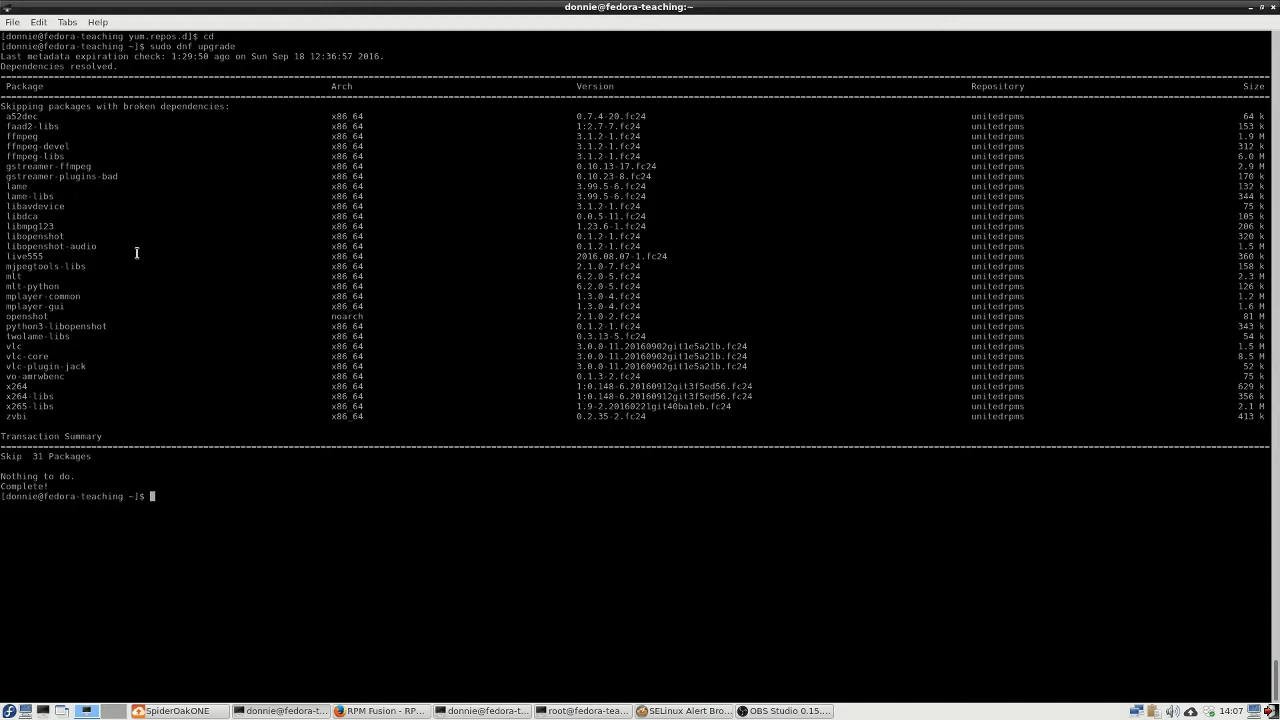 donnie@fedora-teaching:~
File Edit Tabs Help
[donnie@fedora-teaching yum.repos.d]$ cd
[donnie@fedora-teaching ~]$ sudo dnf upgrade
Last metadata expiration check: 1:29:50 ago on Sun Sep 18 12:36:57 2016.
Dependencies resolved.
Package Arch Version Repository Size
Skipping packages with broken dependencies:
a52dec x86_64 0.7.4-20.fc24 unitedrpms 64 k
faad2-libs x86_64 1:2.7-7.fc24 unitedrpms 153 k
ffmpeg x86_64 3.1.2-1.fc24 unitedrpms 1.9 M
ffmpeg-devel x86_64 3.1.2-1.fc24 unitedrpms 312 k
ffmpeg-libs x86_64 3.1.2-1.fc24 unitedrpms 6.0 M
gstreamer-ffmpeg x86_64 0.10.13-17.fc24 unitedrpms 2.9 M
gstreamer-plugins-bad x86_64 0.10.23-8.fc24 unitedrpms 170 k
lame x86_64 3.99.5-6.fc24 unitedrpms 132 k
lame-libs x86_64 3.99.5-6.fc24 unitedrpms 344 k
libavdevice x86_64 3.1.2-1.fc24 unitedrpms 75 k
libdca x86_64 0.0.5-11.fc24 unitedrpms 105 k
libmpg123 x86_64 1.23.6-1.fc24 unitedrpms 206 k
libopenshot x86_64 0.1.2-1.fc24 unitedrpms 320 k
libopenshot-audio x86_64 0.1.2-1.fc24 unitedrpms 1.5 M
live555 x86_64 2016.08.07-1.fc24 unitedrpms 360 k
mjpegtools-libs x86_64 2.1.0-7.fc24 unitedrpms 158 k
mlt x86_64 6.2.0-5.fc24 unitedrpms 2.3 M
mlt-python x86_64 6.2.0-5.fc24 unitedrpms 126 k
mplayer-common x86_64 1.3.0-4.fc24 unitedrpms 1.2 M
mplayer-gui x86_64 1.3.0-4.fc24 unitedrpms 1.6 M
openshot noarch 2.1.0-2.fc24 unitedrpms 81 M
python3-libopenshot x86_64 0.1.2-1.fc24 unitedrpms 343 k
twolame-libs x86_64 0.3.13-5.fc24 unitedrpms 54 k
vlc x86_64 3.0.0-11.20160902git1e5a21b.fc24 unitedrpms 1.5 M
vlc-core x86_64 3.0.0-11.20160902git1e5a21b.fc24 unitedrpms 8.5 M
vlc-plugin-jack x86_64 3.0.0-11.20160902git1e5a21b.fc24 unitedrpms 52 k
vo-amrwbenc x86_64 0.1.3-2.fc24 unitedrpms 75 k
x264 x86_64 1:0.148-6.20160912git3f5ed56.fc24 unitedrpms 629 k
x264-libs x86_64 1:0.148-6.20160912git3f5ed56.fc24 unitedrpms 356 k
x265-libs x86_64 1.9-2.20160221git40ba1eb.fc24 unitedrpms 2.1 M
zvbi x86_64 0.2.35-2.fc24 unitedrpms 413 k
Transaction Summary
Skip 31 Packages
Nothing to do.
Complete!
[donnie@fedora-teaching ~]$
SpiderOakONE donnie@fedora-t... RPM Fusion - RP... donnie@fedora-t... root@fedora-tea... SELinux Alert Bro... OBS Studio 0.15.... 14:07